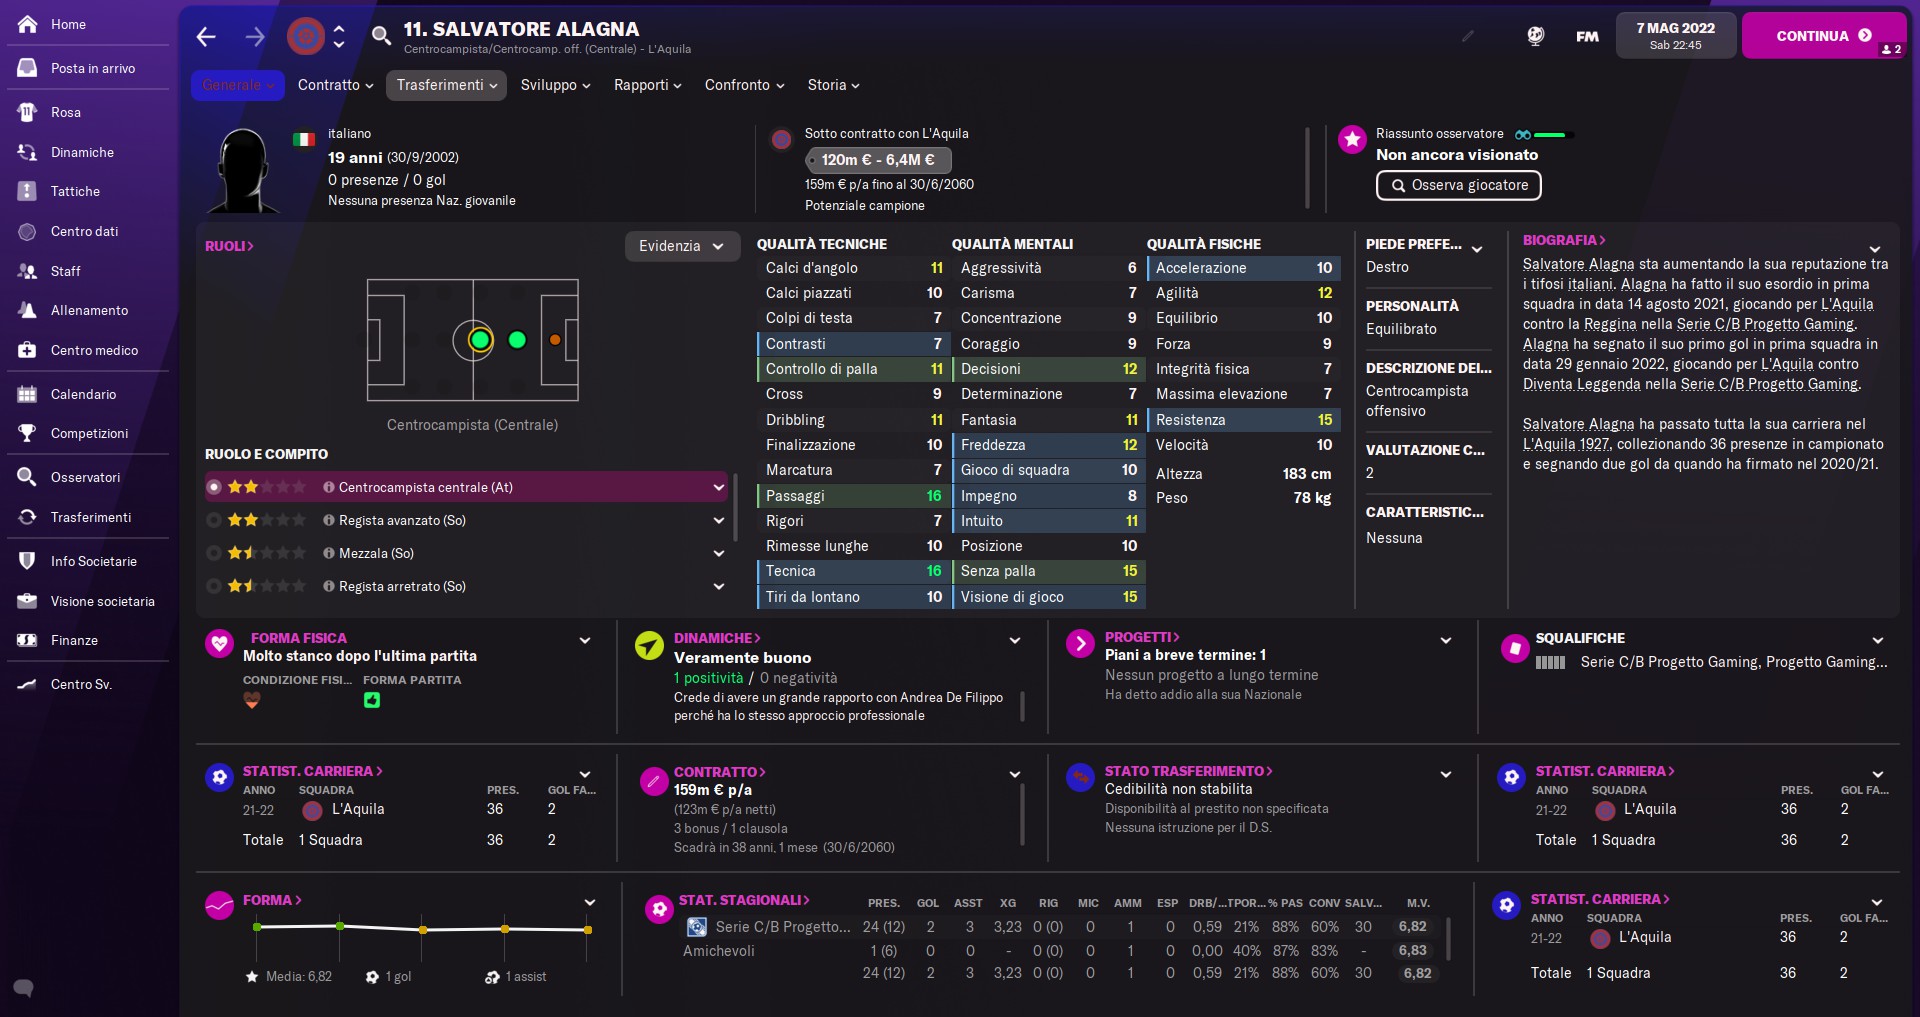 Home
Posta in arrivo
Rosa
Dinamiche
Tattiche
Centro dati
Staff
Allenamento
Centro medico
Calendario
Competizioni
Osservatori
Trasferimenti
Info Societarie
Visione societaria
Finanze
Centro Sv.
11. SALVATORE ALAGNA
Centrocampista/Centrocamp. off. (Centrale) - L'Aquila
FM
7 MAG 2022
Sab 22:45
CONTINUA
2
Generale
Contratto
Trasferimenti
Sviluppo
Rapporti
Confronto
Storia
italiano
19 anni (30/9/2002)
0 presenze / 0 gol
Nessuna presenza Naz. giovanile
Sotto contratto con L'Aquila
120m € - 6,4M €
159m € p/a fino al 30/6/2060
Potenziale campione
Riassunto osservatore
Non ancora visionato
Osserva giocatore
RUOLI
Evidenzia
Centrocampista (Centrale)
RUOLO E COMPITO
Centrocampista centrale (At)
Regista avanzato (So)
Mezzala (So)
Regista arretrato (So)
QUALITÀ TECNICHE
Calci d'angolo 11
Calci piazzati 10
Colpi di testa 7
Contrasti 7
Controllo di palla 11
Cross 9
Dribbling 11
Finalizzazione 10
Marcatura 7
Passaggi 16
Rigori 7
Rimesse lunghe 10
Tecnica 16
Tiri da lontano 10
QUALITÀ MENTALI
Aggressività 6
Carisma 7
Concentrazione 9
Coraggio 9
Decisioni 12
Determinazione 7
Fantasia 11
Freddezza 12
Gioco di squadra 10
Impegno 8
Intuito 11
Posizione 10
Senza palla 15
Visione di gioco 15
QUALITÀ FISICHE
Accelerazione 10
Agilità 12
Equilibrio 10
Forza 9
Integrità fisica 7
Massima elevazione 7
Resistenza 15
Velocità 10
Altezza 183 cm
Peso 78 kg
PIEDE PREFE...
Destro
PERSONALITÀ
Equilibrato
DESCRIZIONE DEI...
Centrocampista
offensivo
VALUTAZIONE C...
2
CARATTERISTIC...
Nessuna
BIOGRAFIA
Salvatore Alagna sta aumentando la sua reputazione tra
i tifosi italiani. Alagna ha fatto il suo esordio in prima
squadra in data 14 agosto 2021, giocando per L'Aquila
contro la Reggina nella Serie C/B Progetto Gaming.
Alagna ha segnato il suo primo gol in prima squadra in
data 29 gennaio 2022, giocando per L'Aquila contro
Diventa Leggenda nella Serie C/B Progetto Gaming.
Salvatore Alagna ha passato tutta la sua carriera nel
L'Aquila 1927, collezionando 36 presenze in campionato
e segnando due gol da quando ha firmato nel 2020/21.
FORMA FISICA
Molto stanco dopo l'ultima partita
CONDIZIONE FISI... FORMA PARTITA
DINAMICHE
Veramente buono
1 positività / 0 negatività
Crede di avere un grande rapporto con Andrea De Filippo
perché ha lo stesso approccio professionale
PROGETTI
Piani a breve termine: 1
Nessun progetto a lungo termine
Ha detto addio alla sua Nazionale
SQUALIFICHE
Serie C/B Progetto Gaming, Progetto Gaming...
STATIST. CARRIERA
ANNO SQUADRA PRES. GOL FA...
21-22 L'Aquila 36 2
Totale 1 Squadra 36 2
CONTRATTO
159m € p/a
(123m € p/a netti)
3 bonus / 1 clausola
Scadrà in 38 anni, 1 mese (30/6/2060)
STATO TRASFERIMENTO
Cedibilità non stabilita
Disponibilità al prestito non specificata
Nessuna istruzione per il D.S.
STATIST. CARRIERA
ANNO SQUADRA PRES. GOL FA...
21-22 L'Aquila 36 2
Totale 1 Squadra 36 2
FORMA
Media: 6,82 1 gol 1 assist
STAT. STAGIONALI PRES. GOL ASST XG RIG MIC AMM ESP DRB/... TPOR... % PAS CONV SALV... M.V.
Serie C/B Progetto... 24 (12) 2 3 3,23 0 (0) 0 1 0 0,59 21% 88% 60% 30 6,82
Amichevoli 1 (6) 0 0 - 0 (0) 0 1 0 0,00 40% 87% 83% - 6,83
24 (12) 2 3 3,23 0 (0) 0 1 0 0,59 21% 88% 60% 30 6,82
STATIST. CARRIERA
ANNO SQUADRA PRES. GOL FA...
21-22 L'Aquila 36 2
Totale 1 Squadra 36 2